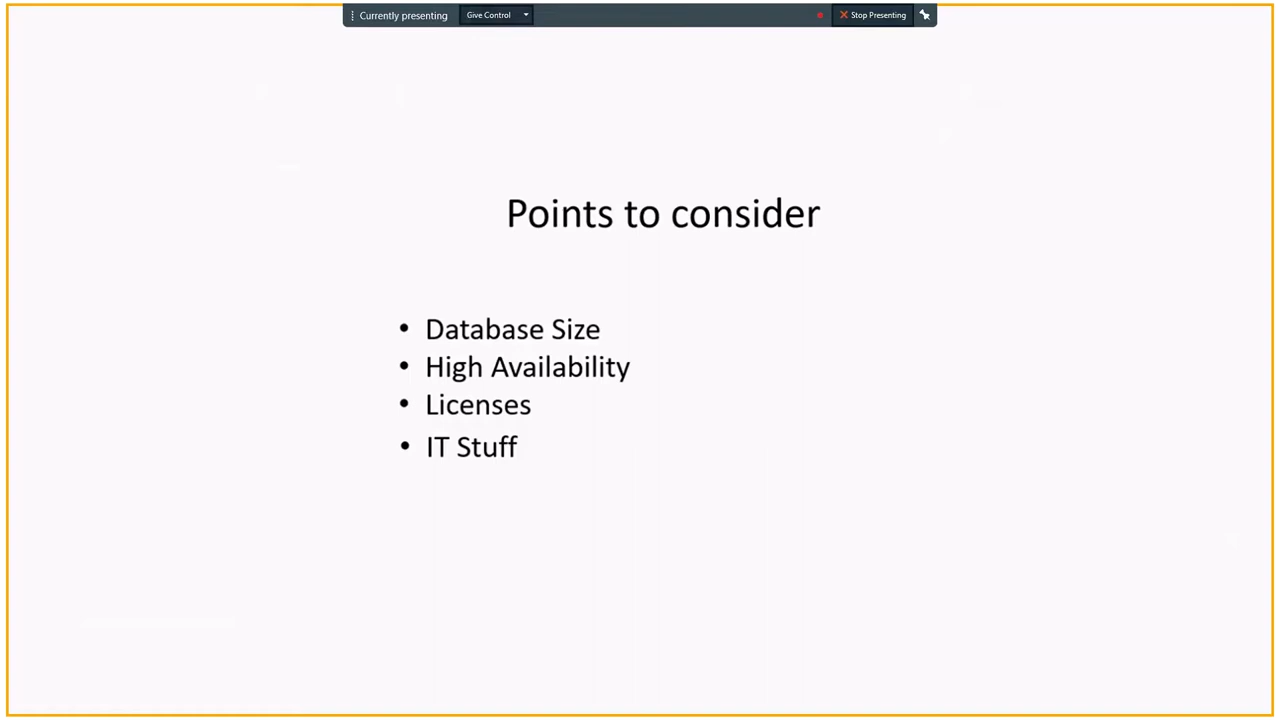 Currently presenting Give Control Stop Presenting
Points to consider
• Database Size
• High Availability
• Licenses
• IT Stuff